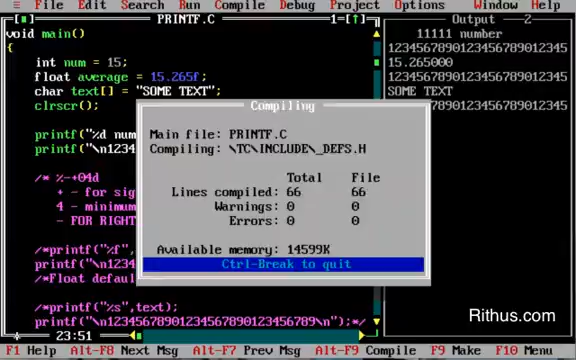 ≡ File Edit Search Run Compile Debug Project Options Window Help
[■] PRINTF.C 1=[↑]
void main()
{
int num = 15;
float average = 15.265f;
char text[] = "SOME TEXT";
clrscr();
printf("%d num
printf("\n1234
/* %-+04d
+ - for sig
4 - minimum
- FOR RIGHT
/*printf("%f",
printf("\n1234
/*Float defaul
/*printf("%s",text);
printf("\n1234567890123456789\n");*/
23:51
Output 2
11111 number
1234567890123456789012345
15.265000
1234567890123456789012345
SOME TEXT
Compiling
Main file: PRINTF.C
Compiling: \TC\INCLUDE\_DEFS.H
Total File
Lines compiled: 66 66
Warnings: 0 0
Errors: 0 0
Available memory: 14599K
Ctrl-Break to quit
Rithus.com
F1 Help Alt-F8 Next Msg Alt-F7 Prev Msg Alt-F9 Compile F9 Make F10 Menu